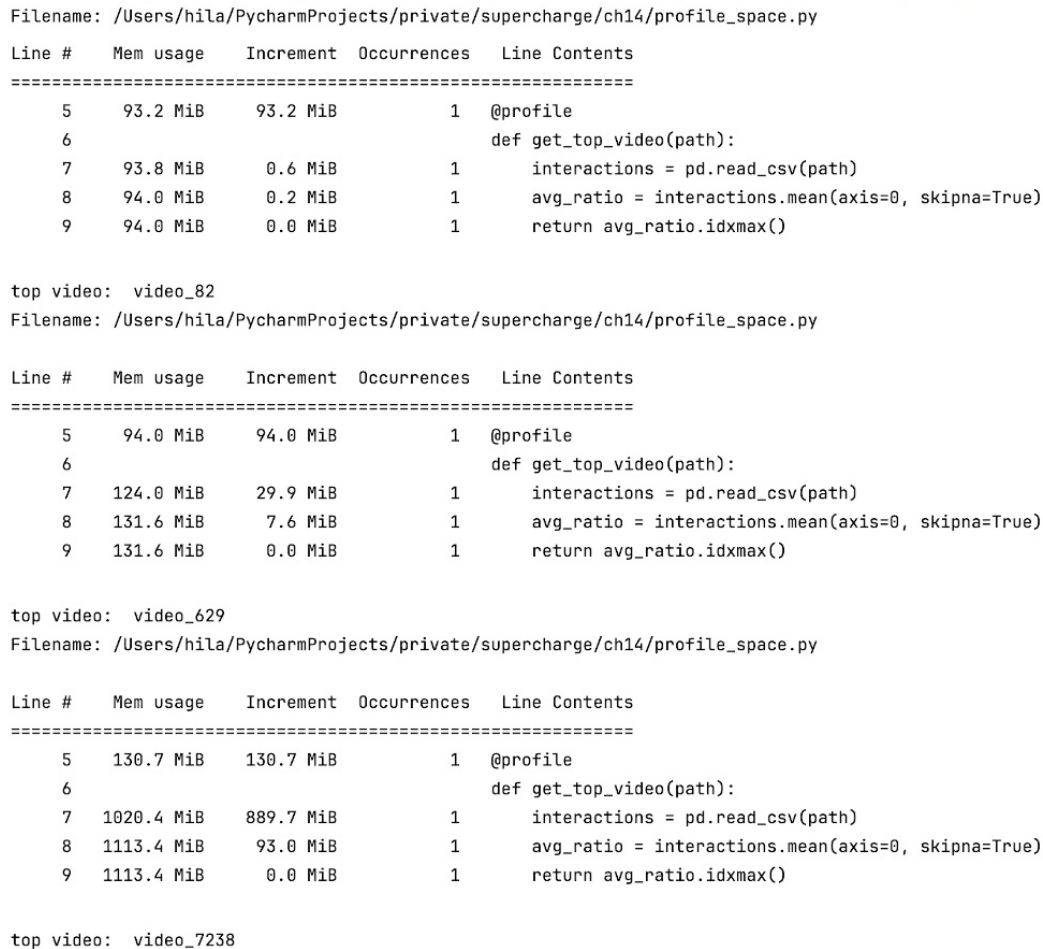 Filename: /Users/hila/PycharmProjects/private/supercharge/ch14/profile_space.py
Line #    Mem usage    Increment  Occurrences   Line Contents
=============================================================
     5     93.2 MiB     93.2 MiB           1   @profile
     6                                         def get_top_video(path):
     7     93.8 MiB      0.6 MiB           1       interactions = pd.read_csv(path)
     8     94.0 MiB      0.2 MiB           1       avg_ratio = interactions.mean(axis=0, skipna=True)
     9     94.0 MiB      0.0 MiB           1       return avg_ratio.idxmax()
top video:  video_82
Filename: /Users/hila/PycharmProjects/private/supercharge/ch14/profile_space.py
Line #    Mem usage    Increment  Occurrences   Line Contents
=============================================================
     5     94.0 MiB     94.0 MiB           1   @profile
     6                                         def get_top_video(path):
     7    124.0 MiB     29.9 MiB           1       interactions = pd.read_csv(path)
     8    131.6 MiB      7.6 MiB           1       avg_ratio = interactions.mean(axis=0, skipna=True)
     9    131.6 MiB      0.0 MiB           1       return avg_ratio.idxmax()
top video:  video_629
Filename: /Users/hila/PycharmProjects/private/supercharge/ch14/profile_space.py
Line #    Mem usage    Increment  Occurrences   Line Contents
=============================================================
     5    130.7 MiB    130.7 MiB           1   @profile
     6                                         def get_top_video(path):
     7   1020.4 MiB    889.7 MiB           1       interactions = pd.read_csv(path)
     8   1113.4 MiB     93.0 MiB           1       avg_ratio = interactions.mean(axis=0, skipna=True)
     9   1113.4 MiB      0.0 MiB           1       return avg_ratio.idxmax()
top video:  video_7238